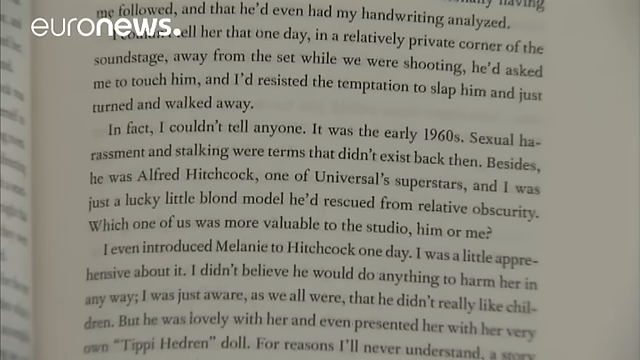 euronews.
me followed, and that he'd even had my handwriting analyzed.
I couldn't tell her that one day, in a relatively private corner of the
soundstage, away from the set while we were shooting, he'd asked
me to touch him, and I'd resisted the temptation to slap him and just
turned and walked away.
In fact, I couldn't tell anyone. It was the early 1960s. Sexual ha-
rassment and stalking were terms that didn't exist back then. Besides,
he was Alfred Hitchcock, one of Universal's superstars, and I was
just a lucky little blond model he'd rescued from relative obscurity.
Which one of us was more valuable to the studio, him or me?
I even introduced Melanie to Hitchcock one day. I was a little appre-
hensive about it. I didn't believe he would do anything to harm her in
any way; I was just aware, as we all were, that he didn't really like chil-
dren. But he was lovely with her and even presented her with her very
own "Tippi Hedren" doll. For reasons I'll never understand, a story